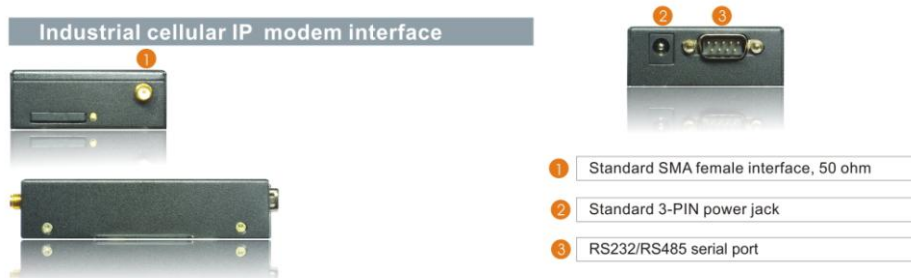 Industrial cellular IP modem interface
1
2 3
1 Standard SMA female interface, 50 ohm
2 Standard 3-PIN power jack
3 RS232/RS485 serial port